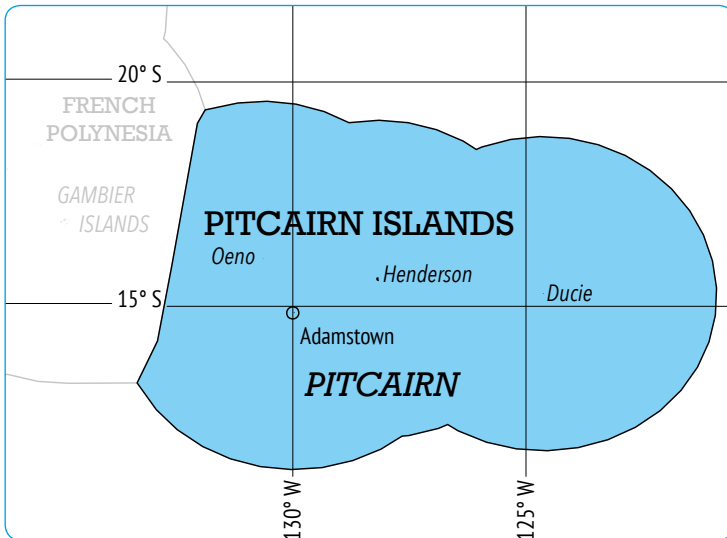 20° S
FRENCH
POLYNESIA
GAMBIER
ISLANDS
PITCAIRN ISLANDS
Oeno
Henderson
Ducie
15° S
Adamstown
PITCAIRN
130° W
125° W